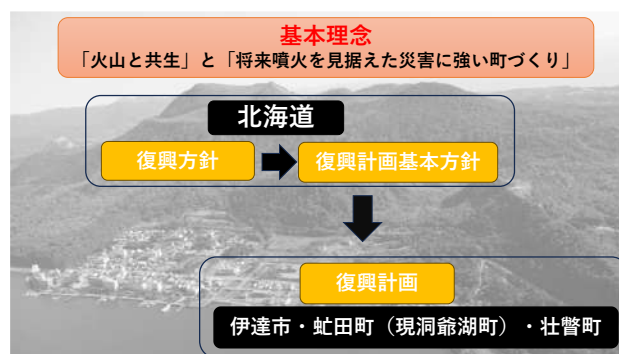 基本理念
「火山と共生」と「将来噴火を見据えた災害に強い町づくり」
北海道
復興方針
復興計画基本方針
復興計画
伊達市・虻田町（現洞爺湖町）・壮瞥町